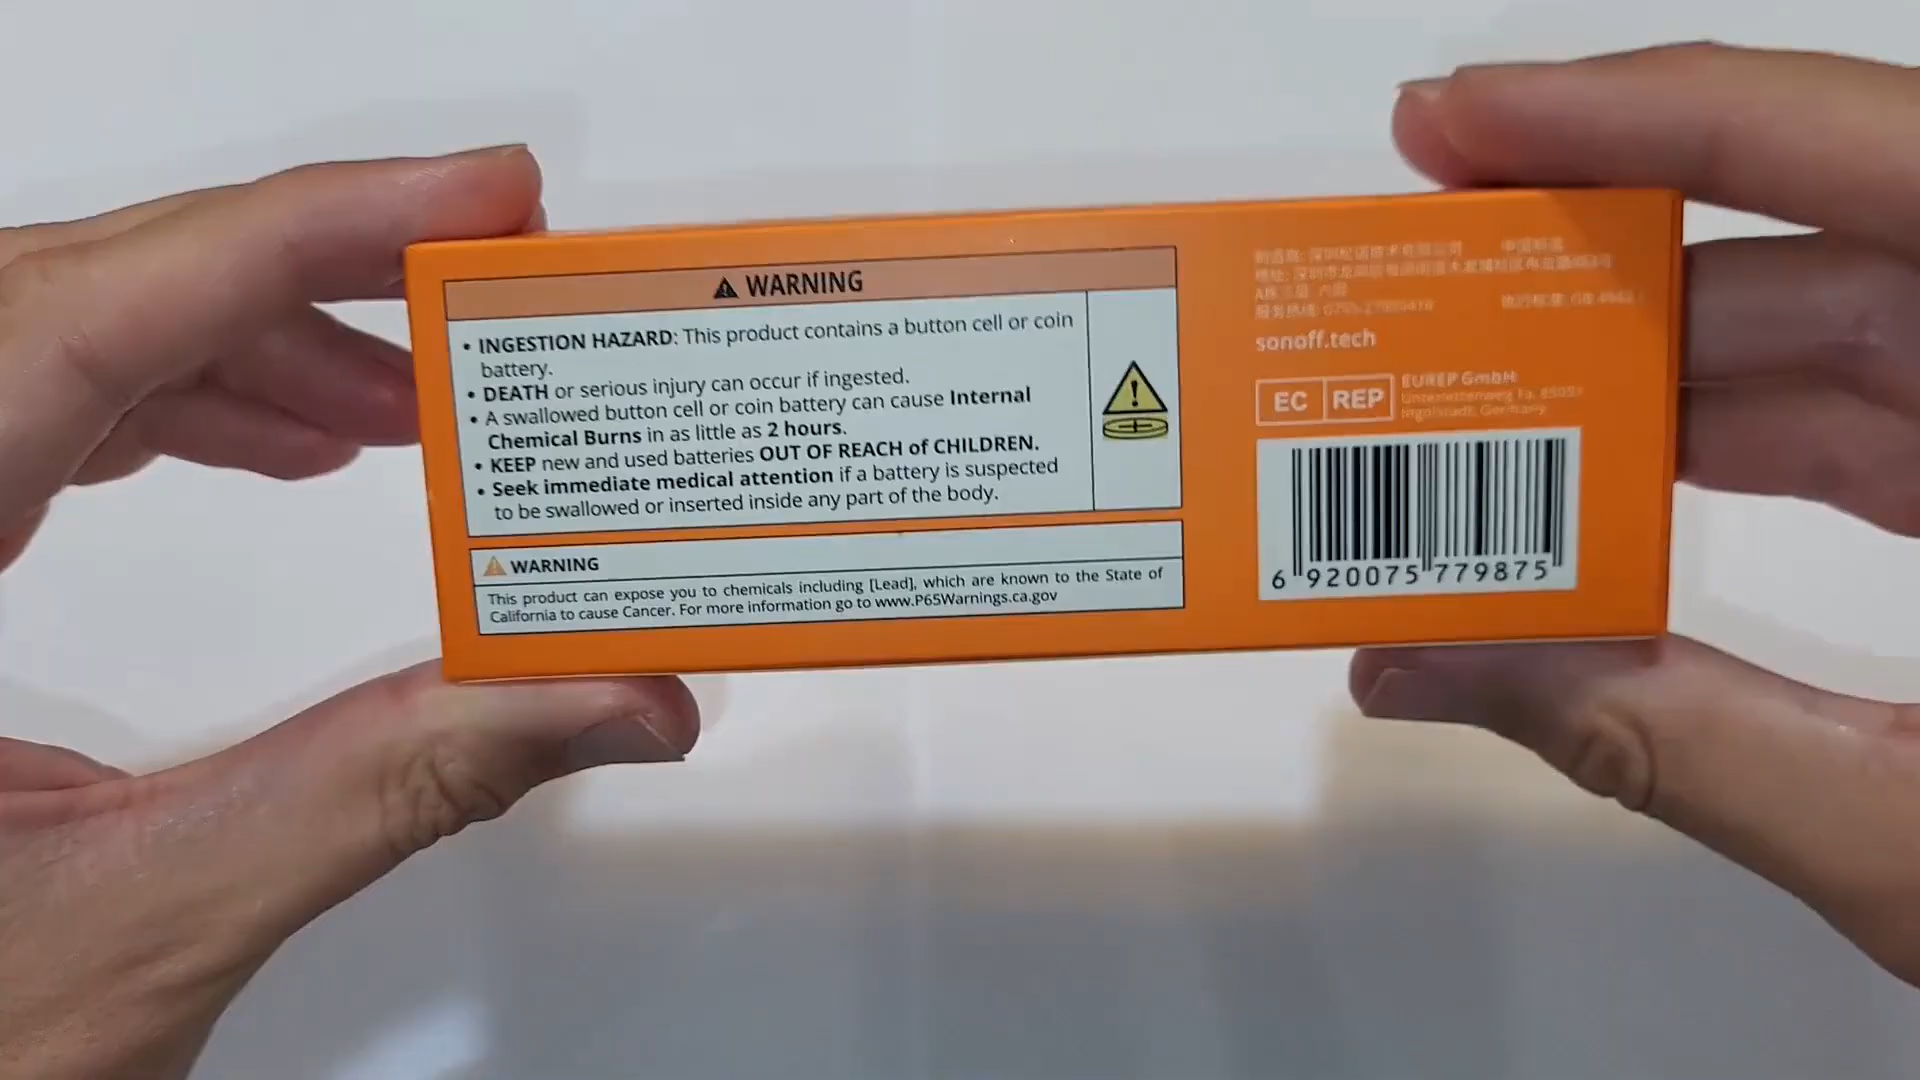 WARNING
• INGESTION HAZARD: This product contains a button cell or coin
battery.
• DEATH or serious injury can occur if ingested.
• A swallowed button cell or coin battery can cause Internal
Chemical Burns in as little as 2 hours.
• KEEP new and used batteries OUT OF REACH of CHILDREN.
• Seek immediate medical attention if a battery is suspected
to be swallowed or inserted inside any part of the body.
WARNING
This product can expose you to chemicals including [Lead], which are known to the State of
California to cause Cancer. For more information go to www.P65Warnings.ca.gov
sonoff.tech
EC REP
EUREP GmbH
Ingolstadt, Germany
6 920075 779875